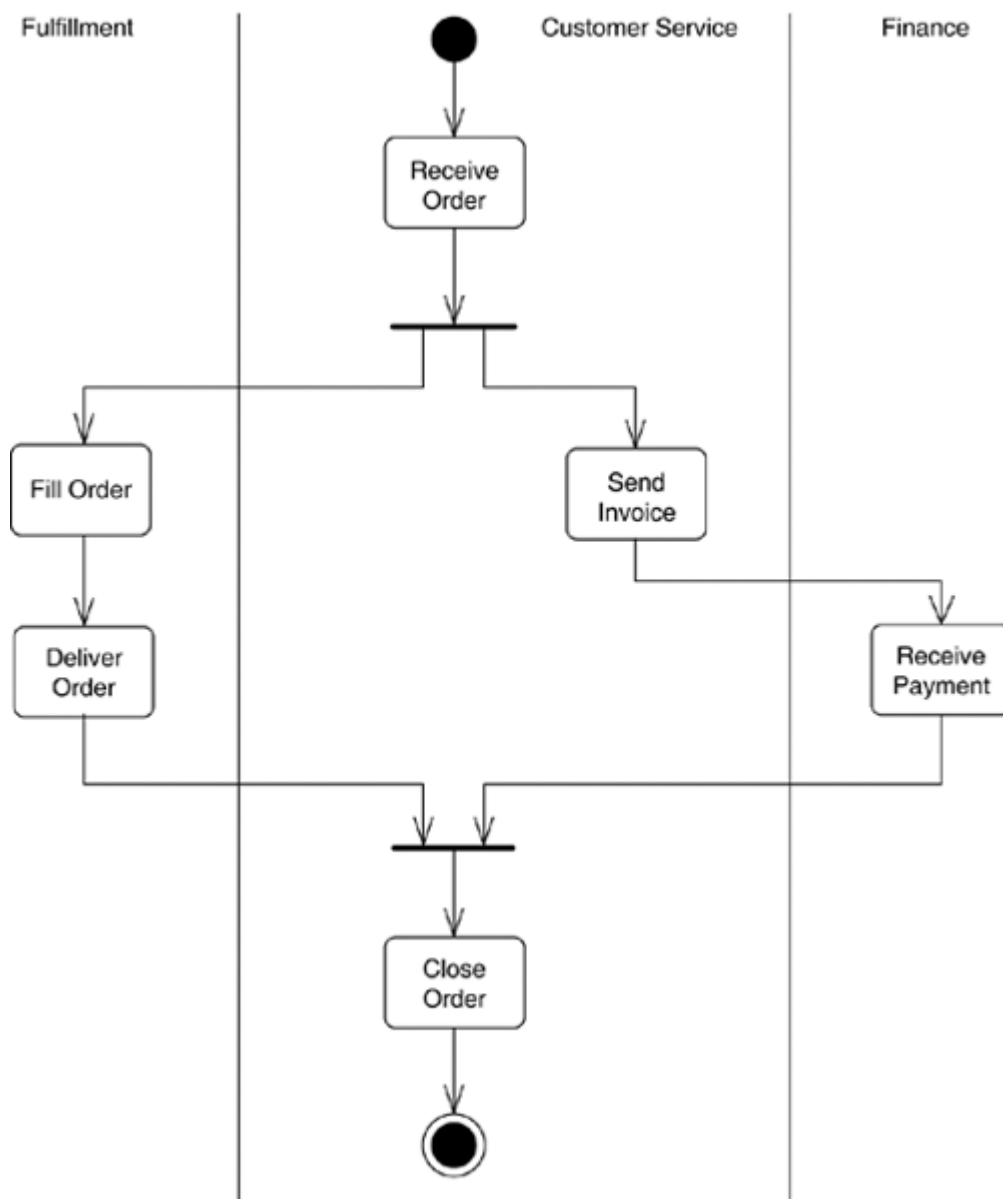 Fulfillment
Customer Service
Finance
Receive
Order
Fill Order
Send
Invoice
Deliver
Order
Receive
Payment
Close
Order